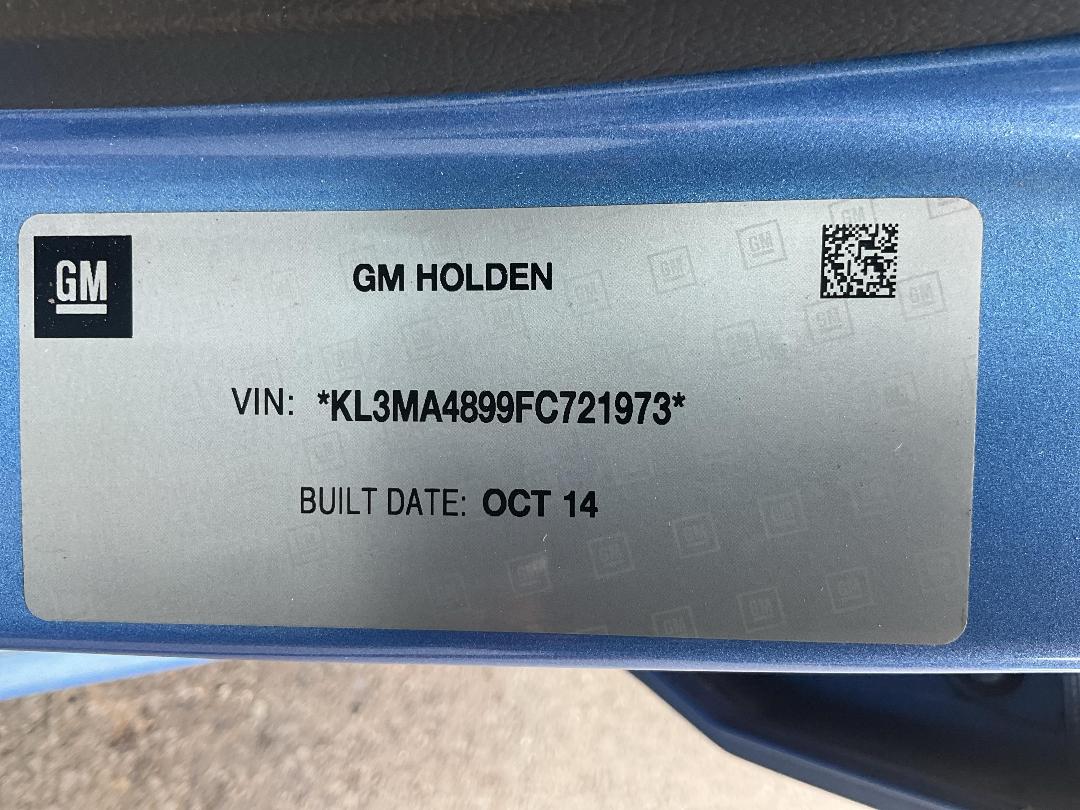 GM
GM HOLDEN
VIN: *KL3MA4899FC721973*
BUILT DATE: OCT 14